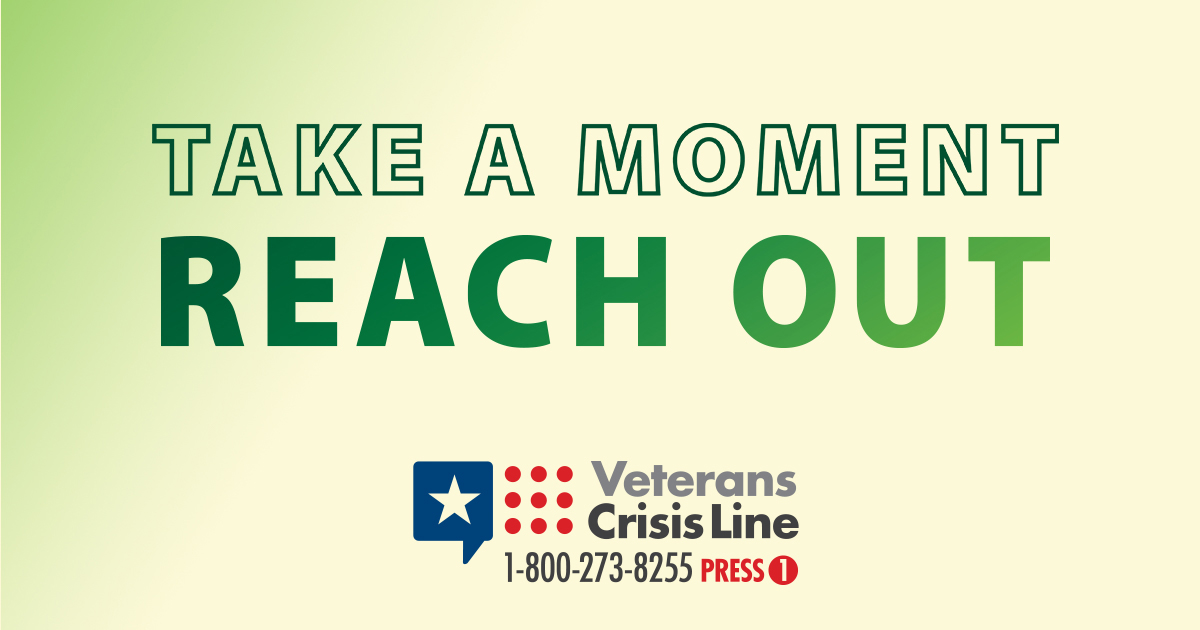 TAKE A MOMENT
REACH OUT
Veterans
Crisis Line
1-800-273-8255 PRESS 1